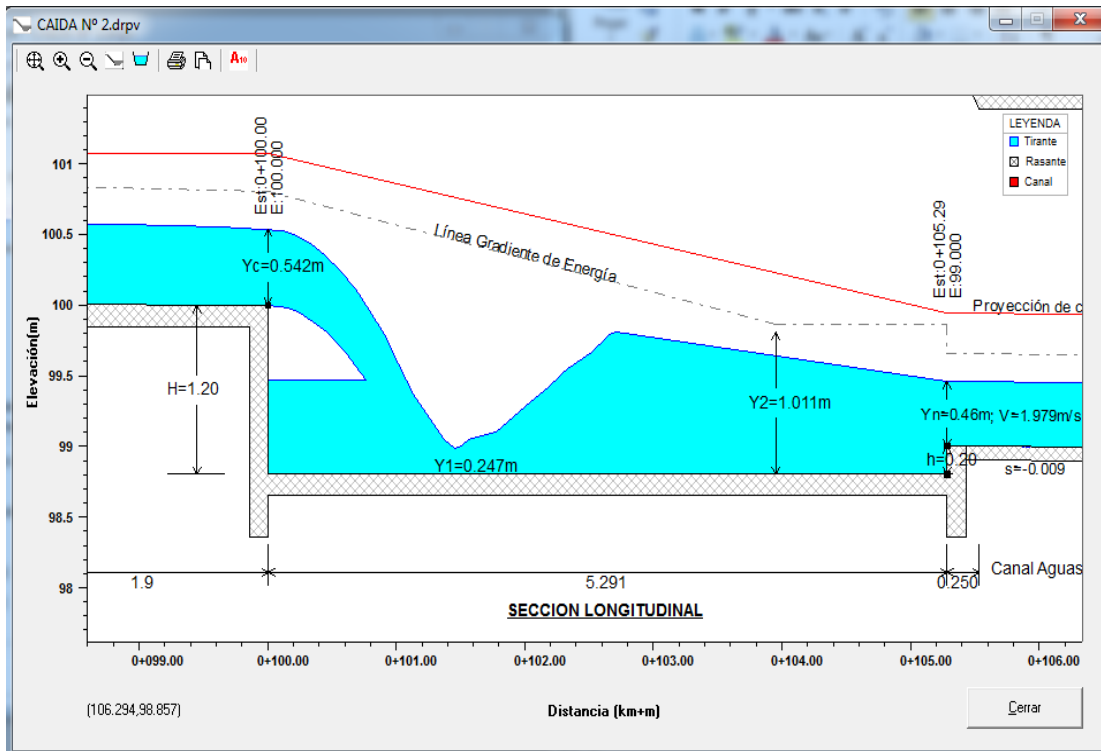 CAIDA Nº 2.drpv
A10
LEYENDA
Tirante
Rasante
Canal
Est:0+100.00
E:100.000
Est:0+105.29
E:99.000
Línea Gradiente de Energía
Proyección de c
Yc=0.542m
H=1.20
Y1=0.247m
Y2=1.011m
Yn=0.46m; V=1.979m/s
h=0.20
s=-0.009
Elevación(m)
101
100.5
100
99.5
99
98.5
98
1.9
5.291
0.250
Canal Aguas
SECCION LONGITUDINAL
0+099.00
0+100.00
0+101.00
0+102.00
0+103.00
0+104.00
0+105.00
0+106.00
(106.294,98.857)
Distancia (km+m)
Cerrar